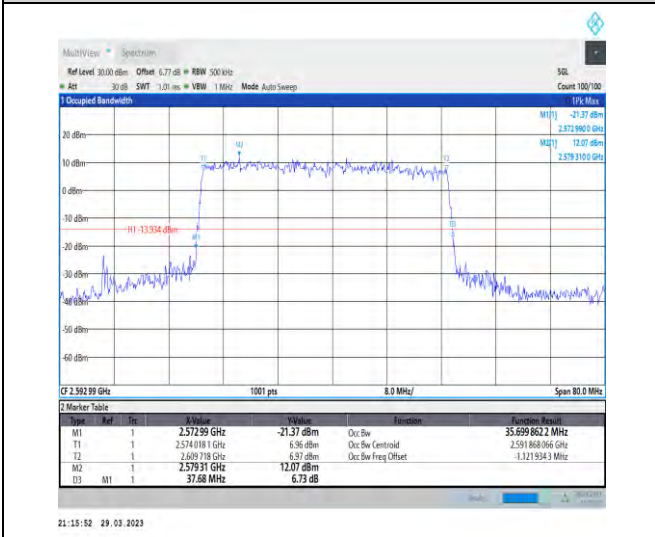 MultiView Spectrum
Ref Level 30.00 dBm Offset 6.77 dB RBW 500 kHz SGL
Att 30 dB SWT 1.01 ms VBW 1 MHz Mode Auto Sweep Count 100/100
1 Occupied Bandwidth 1Pk Max
M1[1] -21.37 dBm
2.572 9900 GHz
M2[1] 12.07 dBm
2.579 3100 GHz
20 dBm
M2
T1 T2
10 dBm
0 dBm
-10 dBm
H1 -13.934 dBm
M1 D3
-20 dBm
-30 dBm
-40 dBm
-50 dBm
-60 dBm
CF 2.592 99 GHz 1001 pts 8.0 MHz/ Span 80.0 MHz
2 Marker Table
Type Ref Trc X-Value Y-Value Function Function Result
M1 1 2.572 99 GHz -21.37 dBm Occ Bw 35.699 862 2 MHz
T1 1 2.574 018 1 GHz 6.96 dBm Occ Bw Centroid 2.591 868 066 GHz
T2 1 2.609 718 GHz 6.97 dBm Occ Bw Freq Offset -1.121 934 3 MHz
M2 1 2.579 31 GHz 12.07 dBm
D3 M1 1 37.68 MHz 6.73 dB
21:15:52 29.03.2023